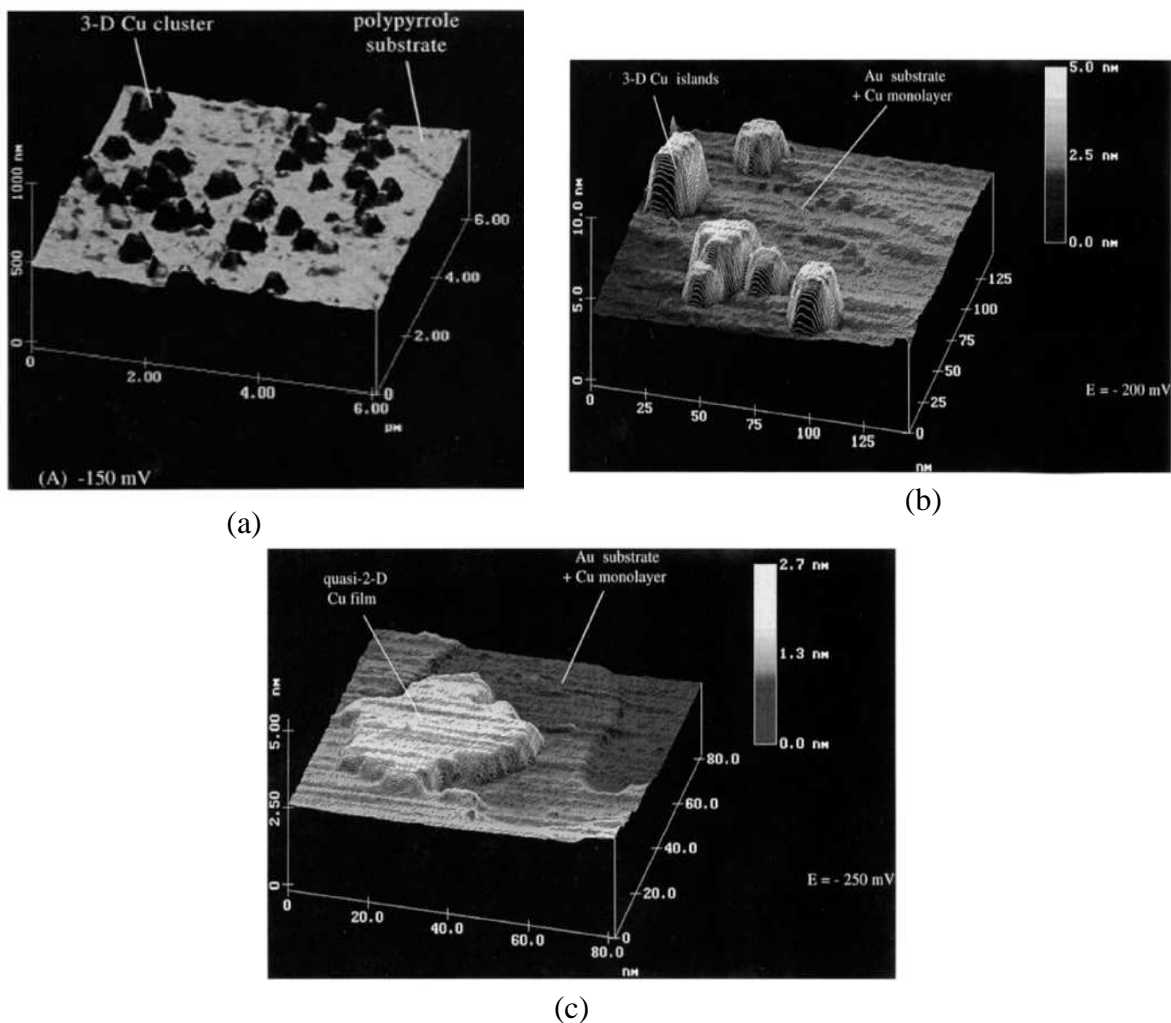 3-D Cu cluster
polypyrrole
substrate
1000 nm
500
0
0
2.00
4.00
6.00
µM
0
2.00
4.00
6.00
(A) -150 mV
(a)
3-D Cu islands
Au substrate
+ Cu monolayer
5.0 nm
2.5 nm
0.0 nm
10.0 nm
5.0
0
0
25
50
75
100
125
nm
0
25
50
75
100
125
E = - 200 mV
(b)
quasi-2-D
Cu film
Au substrate
+ Cu monolayer
2.7 nm
1.3 nm
0.0 nm
nm
5.00
2.50
0
0
20.0
40.0
60.0
80.0
nm
0
20.0
40.0
60.0
80.0
E = - 250 mV
(c)